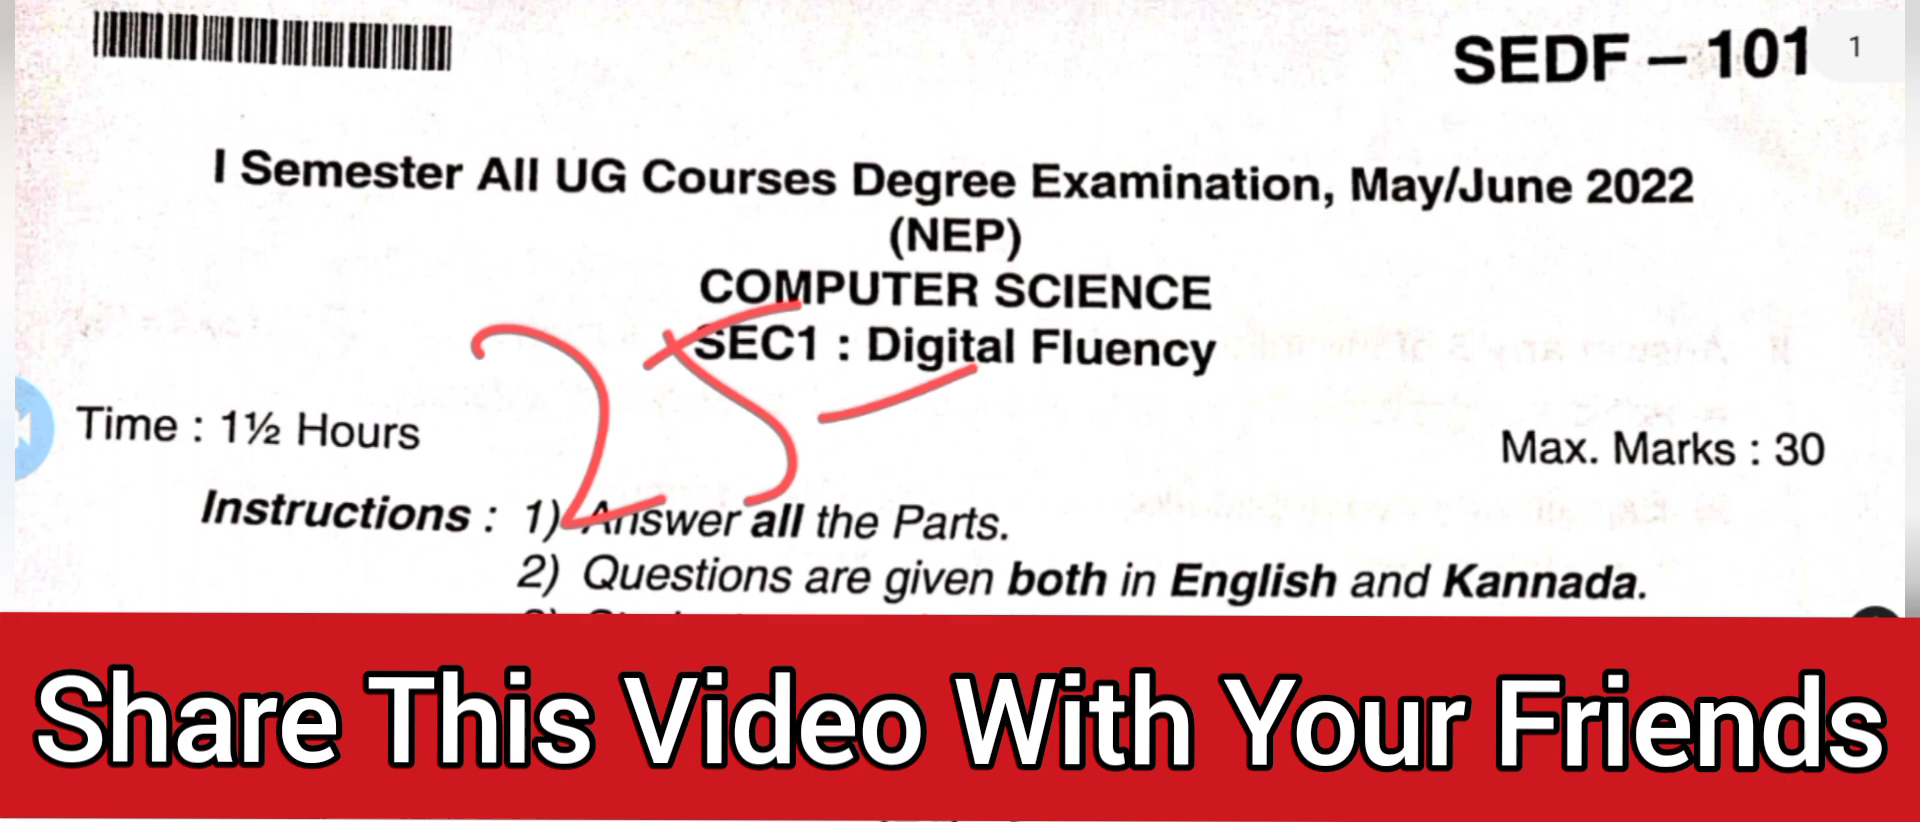 SEDF – 101
1
I Semester All UG Courses Degree Examination, May/June 2022
(NEP)
COMPUTER SCIENCE
SEC1 : Digital Fluency
25-
Time : 1½ Hours
Max. Marks : 30
Instructions : 1) Answer all the Parts.
2) Questions are given both in English and Kannada.
Share This Video With Your Friends